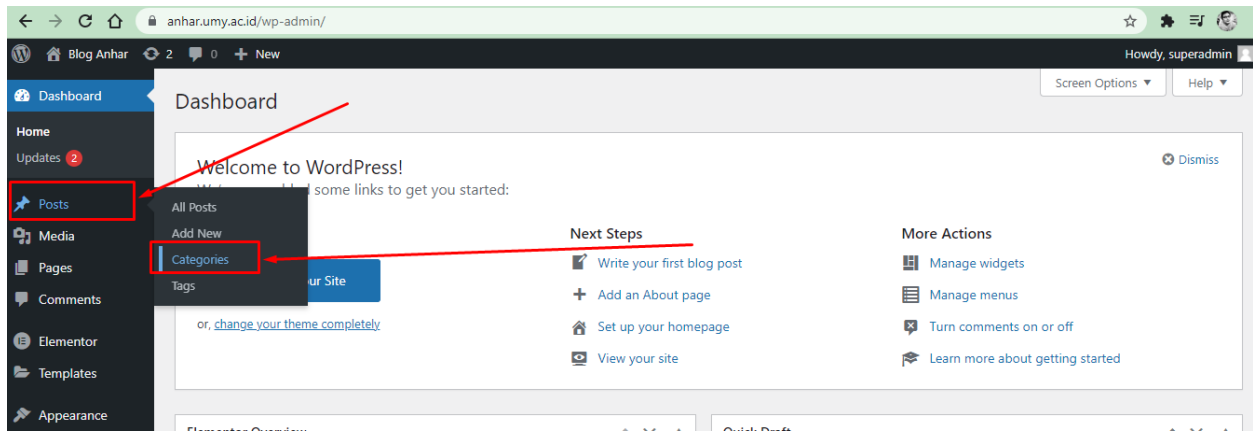 anhar.umy.ac.id/wp-admin/
Blog Anhar 2 0 New
Howdy, superadmin
Dashboard
Home
Updates 2
Posts
Media
Pages
Comments
Elementor
Templates
Appearance
All Posts
Add New
Categories
Tags
Screen Options
Help
Dashboard
Welcome to WordPress!
some links to get you started:
Dismiss
ur Site
or, change your theme completely
Next Steps
Write your first blog post
Add an About page
Set up your homepage
View your site
More Actions
Manage widgets
Manage menus
Turn comments on or off
Learn more about getting started
Elementor Overview
Quick Draft